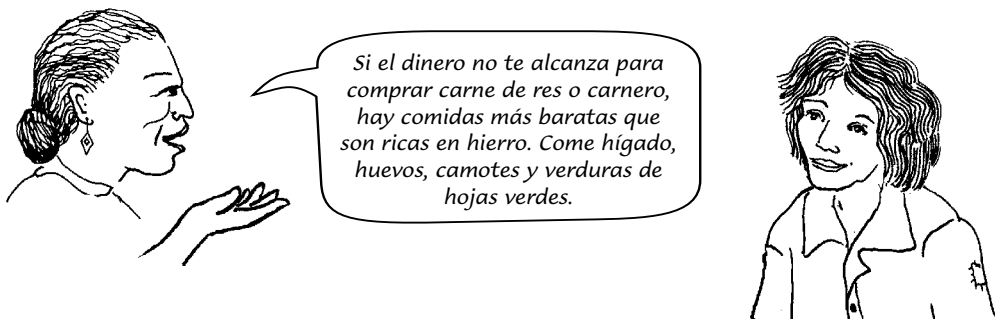 Si el dinero no te alcanza para
comprar carne de res o carnero,
hay comidas más baratas que
son ricas en hierro. Come hígado,
huevos, camotes y verduras de
hojas verdes.